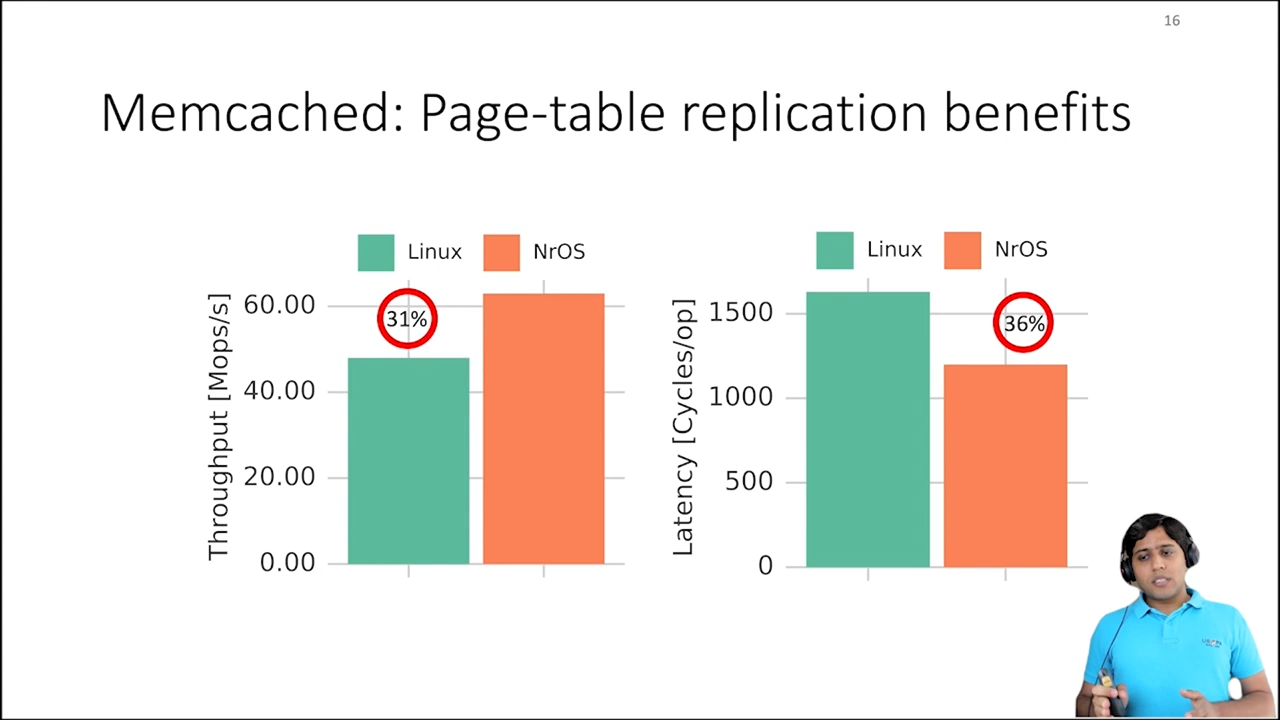 16
Memcached: Page-table replication benefits
Linux NrOS
Throughput [Mops/s]
60.00
40.00
20.00
0.00
31%
Linux NrOS
Latency [Cycles/op]
1500
1000
500
0
36%